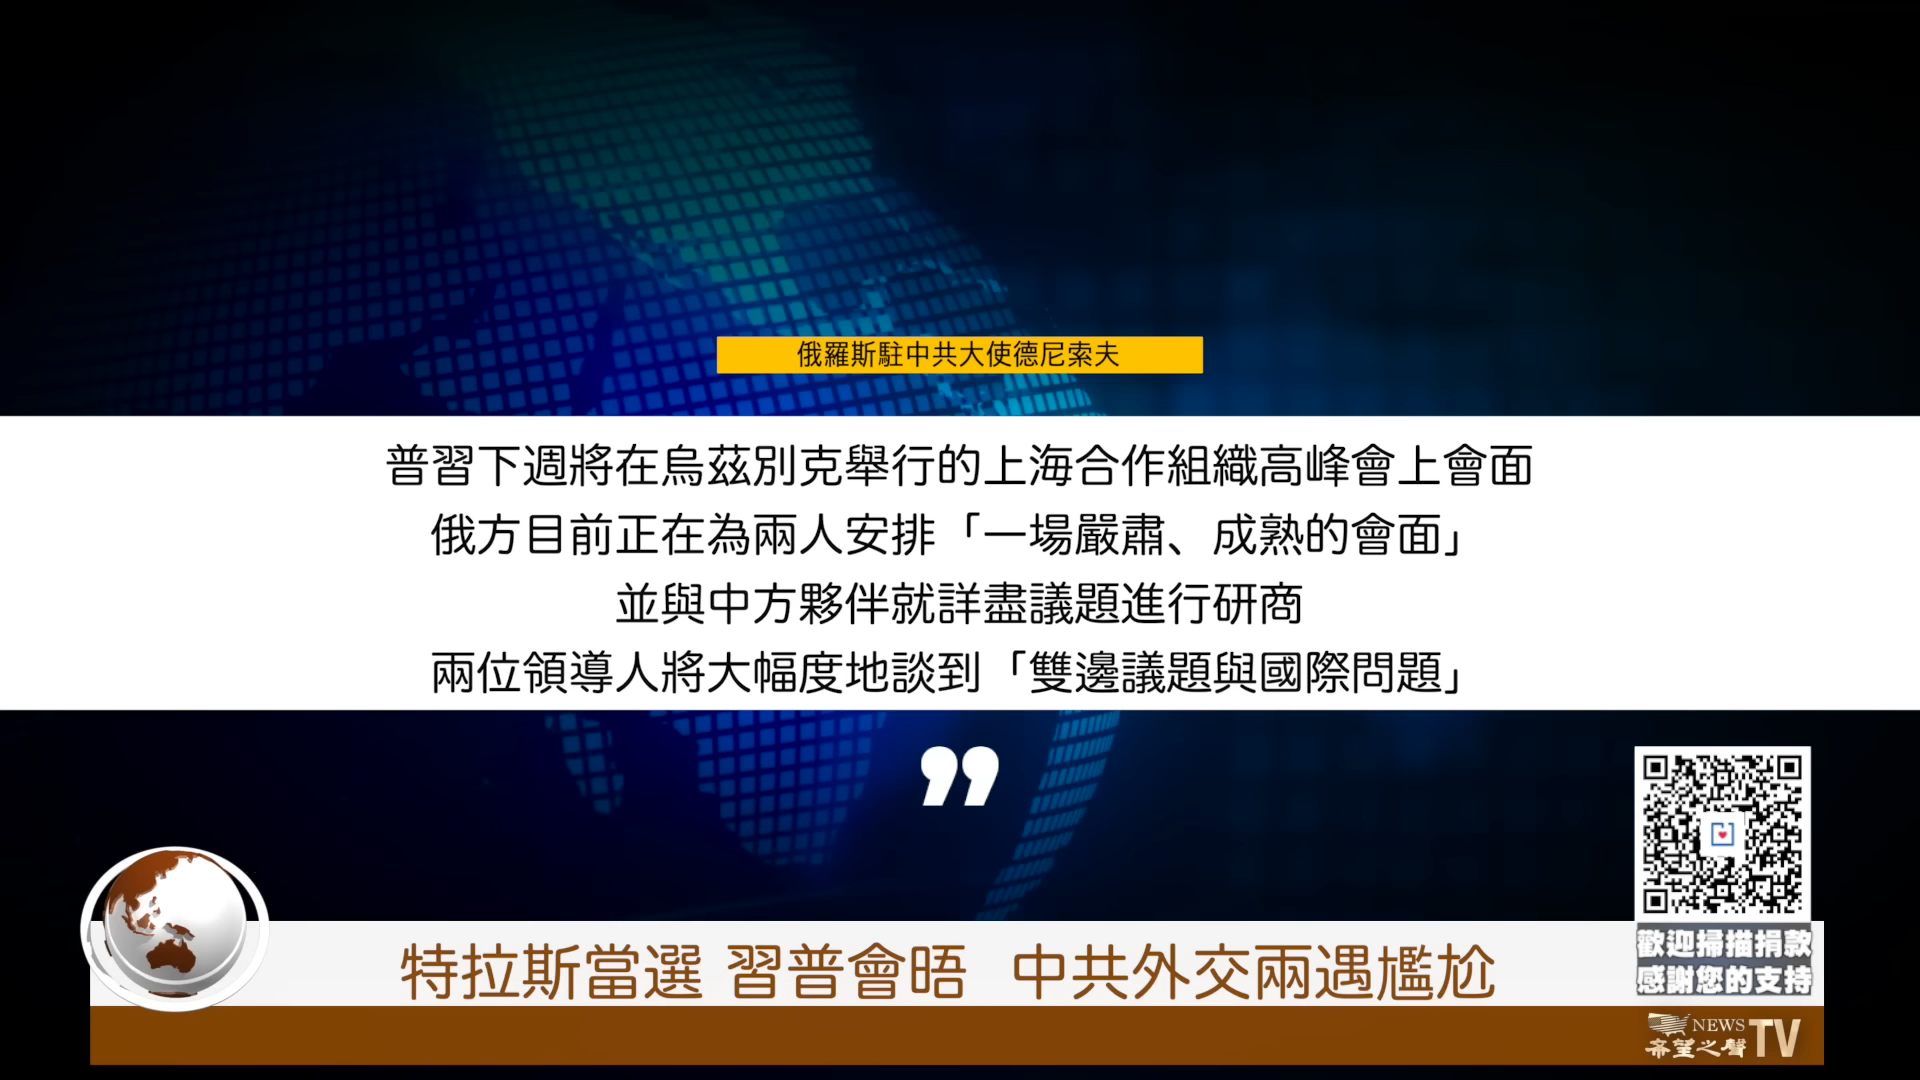 俄羅斯駐中共大使德尼索夫
普習下週將在烏茲別克舉行的上海合作組織高峰會上會面
俄方目前正在為兩人安排「一場嚴肅、成熟的會面」
並與中方夥伴就詳盡議題進行研商
兩位領導人將大幅度地談到「雙邊議題與國際問題」
”
特拉斯當選 習普會晤 中共外交兩遇尷尬
歡迎掃描捐款
感謝您的支持
NEWS
希望之聲 TV